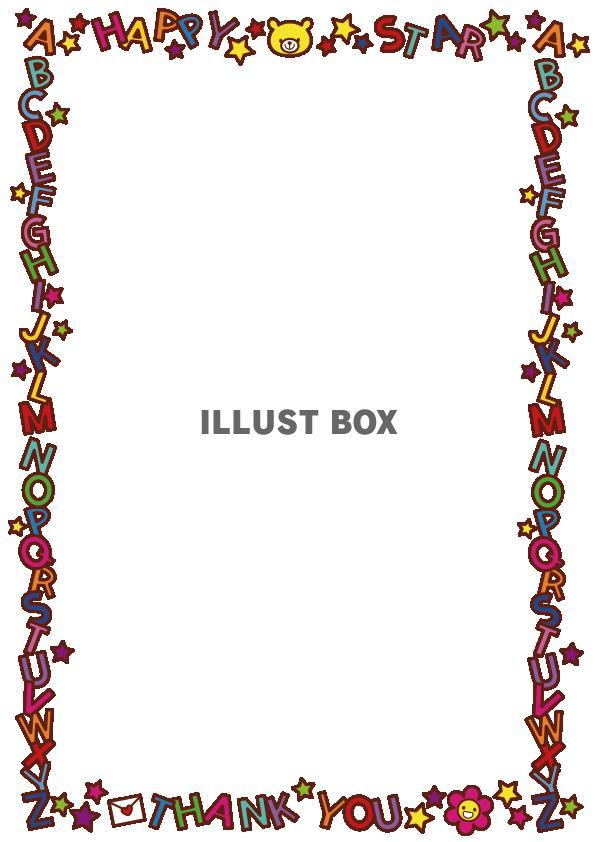 HAPPY STAR
A A
B B
C C
D D
E E
F F
G G
H H
I I
J J
K K
L L
ILLUST BOX
M M
N N
O O
P P
Q Q
R R
S S
T T
U U
V V
W W
X X
Y Y
Z Z
THANK YOU